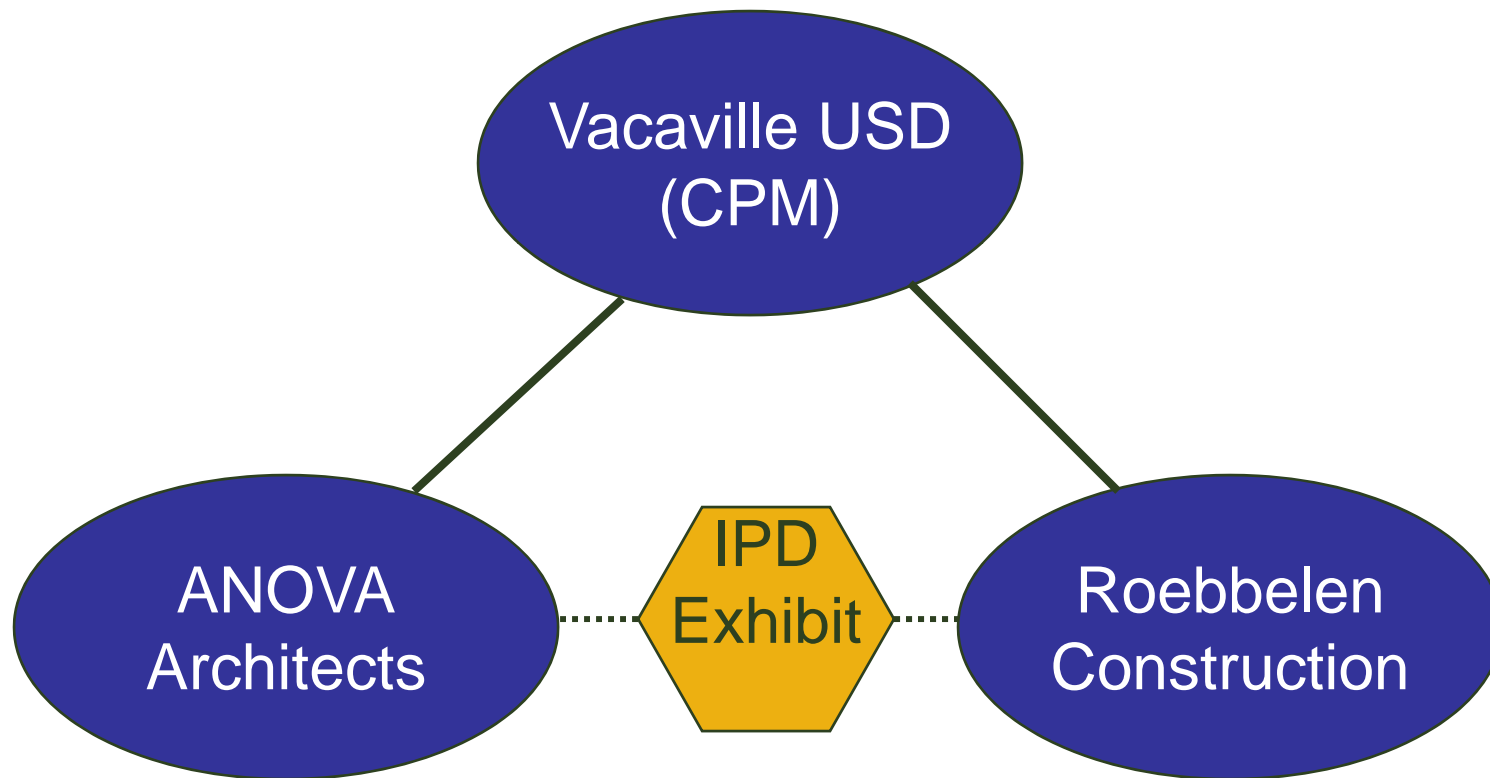 Vacaville USD
(CPM)
ANOVA
Architects
IPD
Exhibit
Roebbelen
Construction